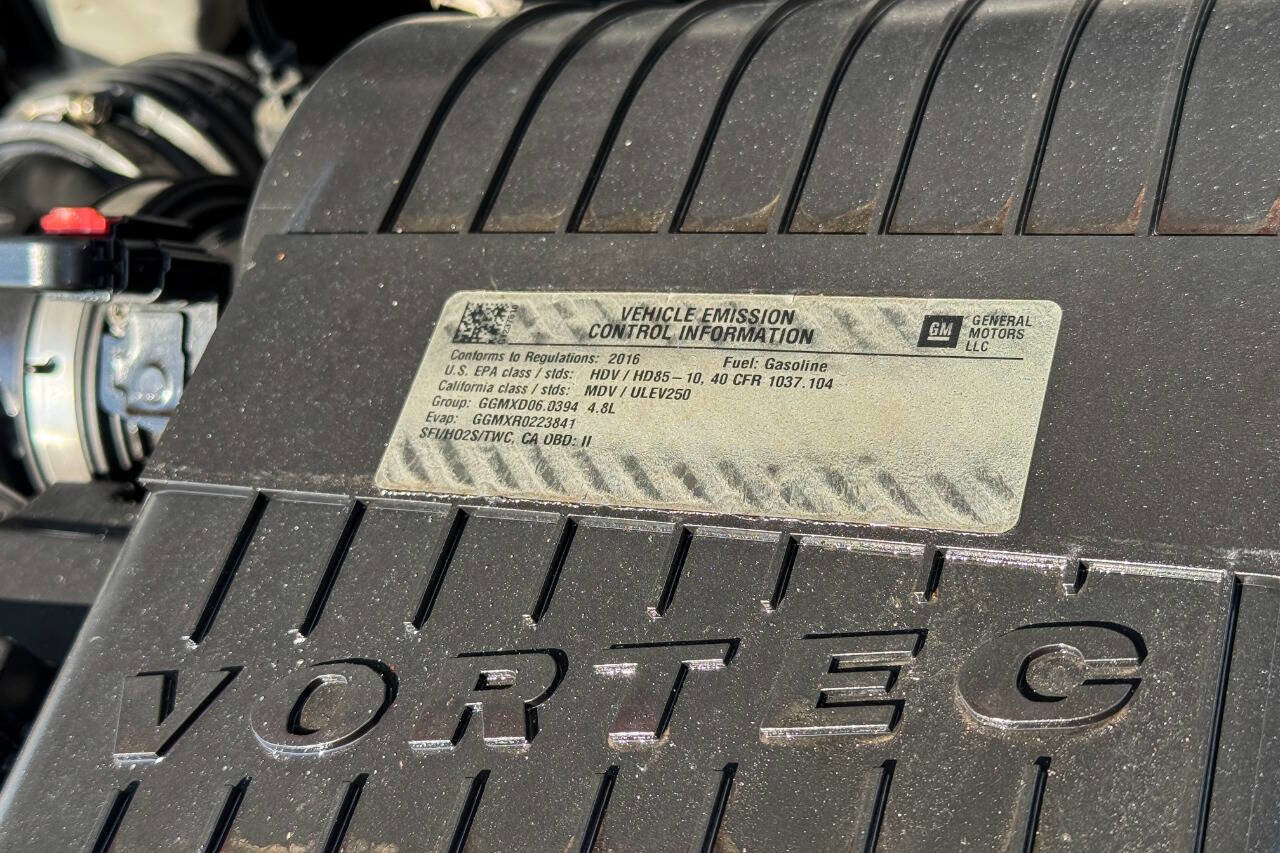 VEHICLE EMISSION
CONTROL INFORMATION
GM GENERAL
MOTORS
LLC
Conforms to Regulations: 2016 Fuel: Gasoline
U.S. EPA class / stds: HDV / HD85-10, 40 CFR 1037.104
California class / stds: MDV / ULEV250
Group: GGMXD06.0394 4.8L
Evap: GGMXR0223841
SFI/HO2S/TWC, CA OBD: II
VORTEC